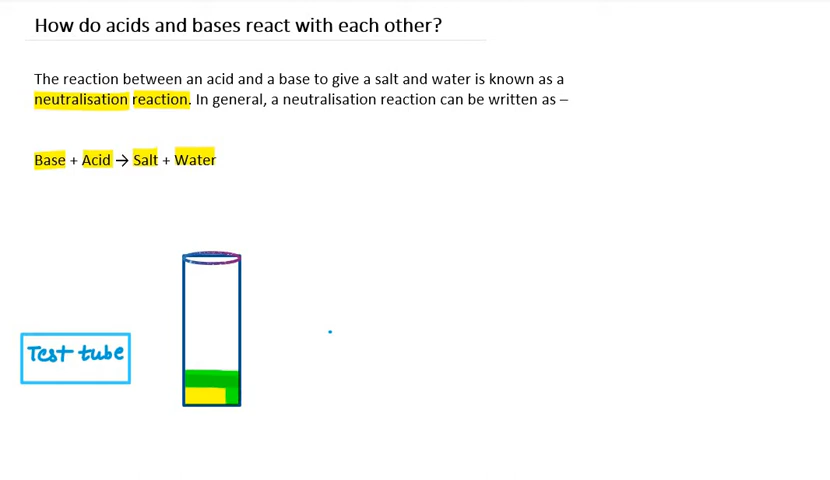 How do acids and bases react with each other?
The reaction between an acid and a base to give a salt and water is known as a
neutralisation reaction. In general, a neutralisation reaction can be written as –
Base + Acid → Salt + Water
Test tube